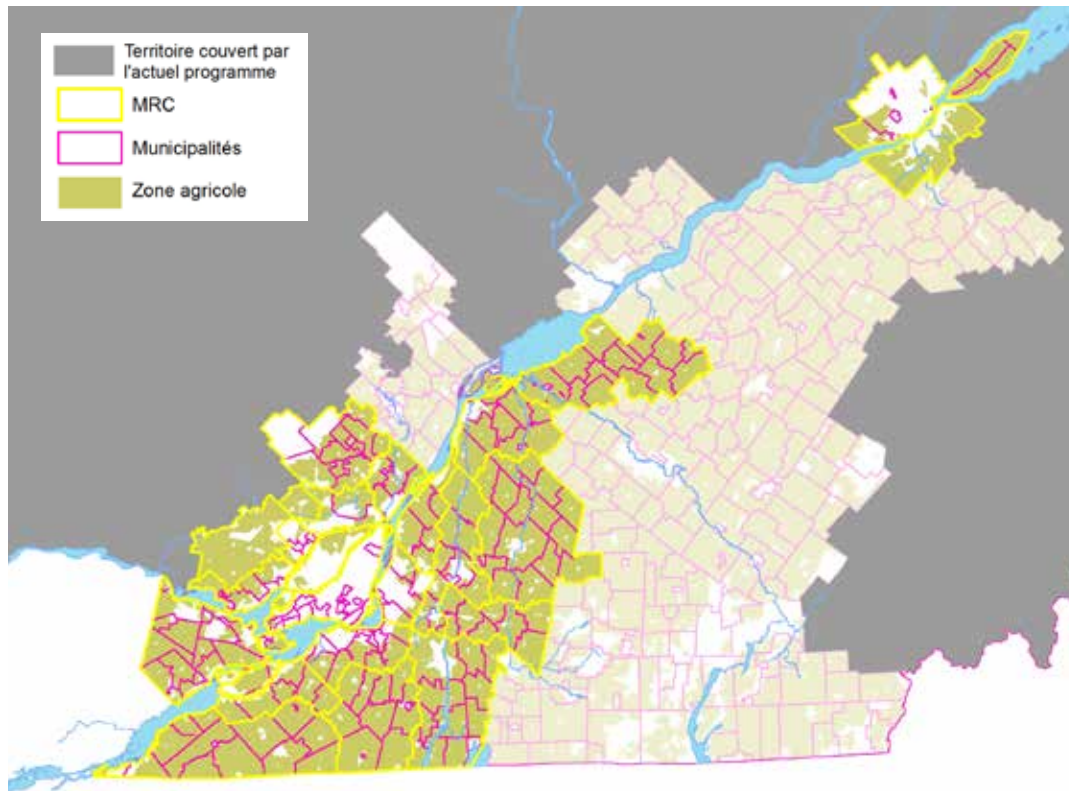 Territoire couvert par
l'actuel programme
MRC
Municipalités
Zone agricole